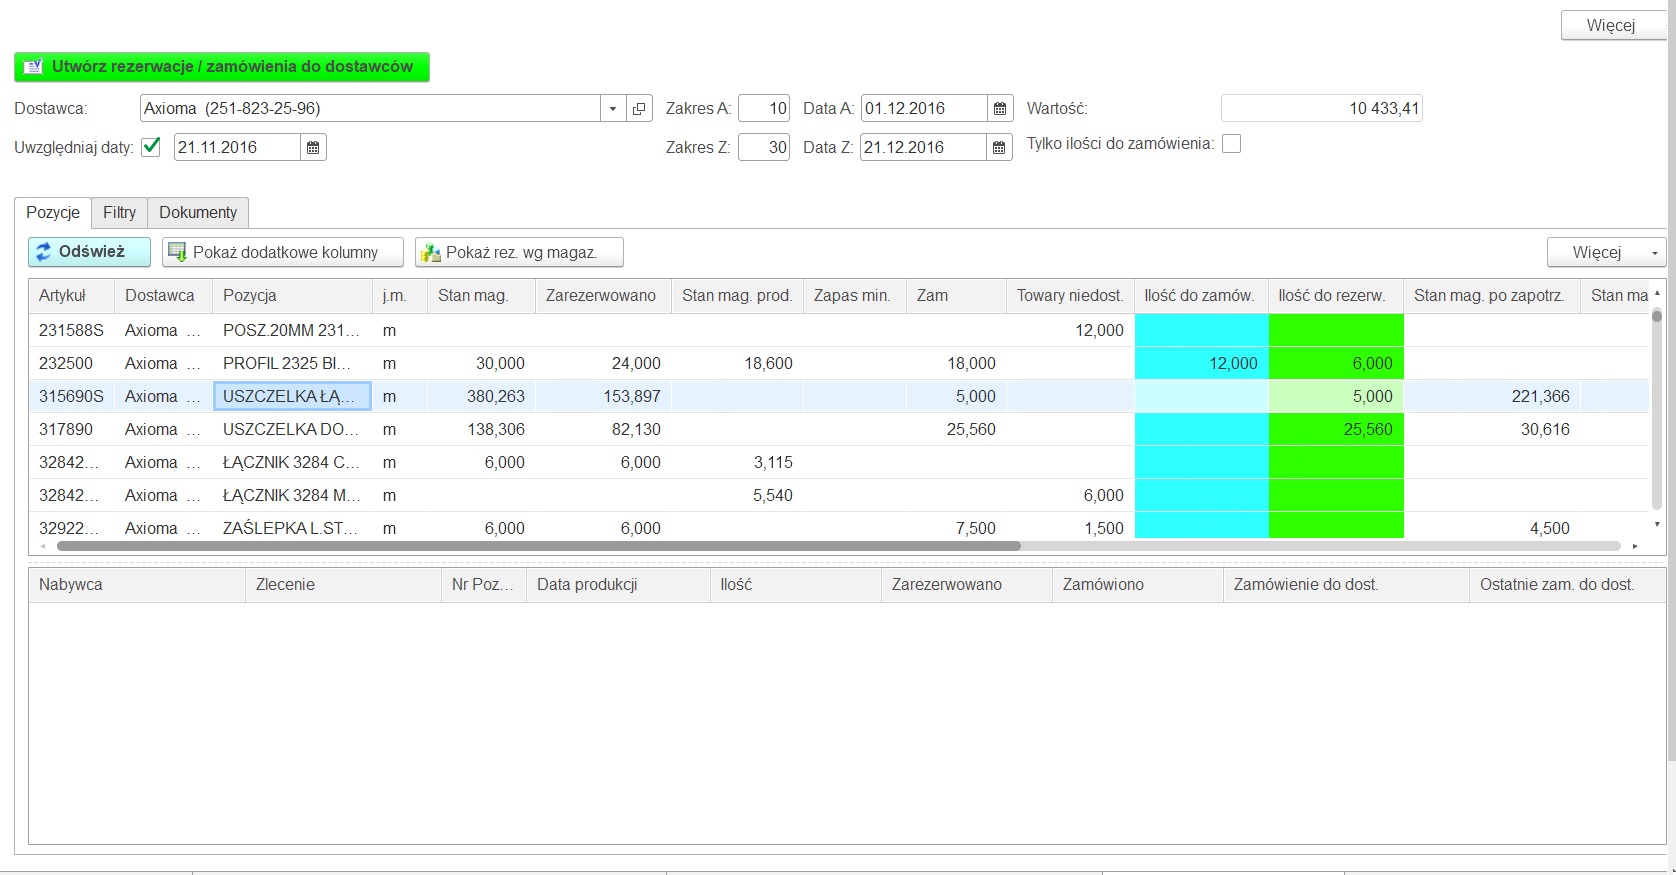 Więcej
Utwórz rezerwacje / zamówienia do dostawców
Dostawca: Axioma (251-823-25-96) Zakres A: 10 Data A: 01.12.2016 Wartość: 10 433,41
Uwzględniaj daty: 21.11.2016 Zakres Z: 30 Data Z: 21.12.2016 Tylko ilości do zamówienia:
Pozycje Filtry Dokumenty
Odśwież Pokaż dodatkowe kolumny Pokaż rez. wg magaz. Więcej
Artykuł Dostawca Pozycja j.m. Stan mag. Zarezerwowano Stan mag. prod. Zapas min. Zam Towary niedost. Ilość do zamów. Ilość do rezerw. Stan mag. po zapotrz. Stan ma
231588S Axioma ... POSZ.20MM 231... m 12,000
232500 Axioma ... PROFIL 2325 BI... m 30,000 24,000 18,600 18,000 12,000 6,000
315690S Axioma ... USZCZELKA ŁĄ... m 380,263 153,897 5,000 5,000 221,366
317890 Axioma ... USZCZELKA DO... m 138,306 82,130 25,560 25,560 30,616
32842... Axioma ... ŁĄCZNIK 3284 C... m 6,000 6,000 3,115
32842... Axioma ... ŁĄCZNIK 3284 M... m 5,540 6,000
32922... Axioma ... ZAŚLEPKA L.ST... m 6,000 6,000 7,500 1,500 4,500
Nabywca Zlecenie Nr Poz... Data produkcji Ilość Zarezerwowano Zamówiono Zamówienie do dost. Ostatnie zam. do dost.